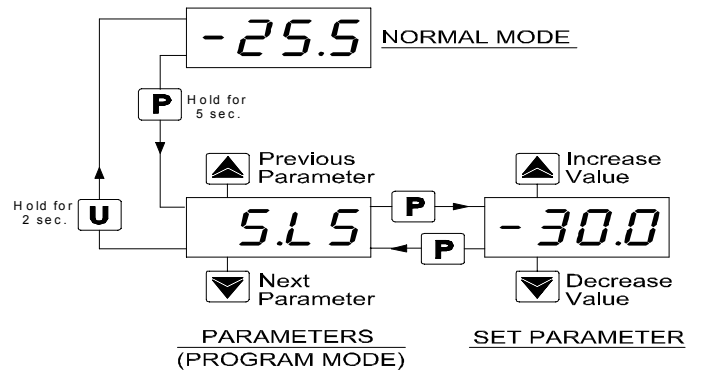 -25.5 NORMAL MODE
P Hold for
5 sec.
Previous
Parameter
Increase
Value
Hold for
2 sec. U
S.LS
P
P
-30.0
Next
Parameter
Decrease
Value
PARAMETERS
(PROGRAM MODE)
SET PARAMETER